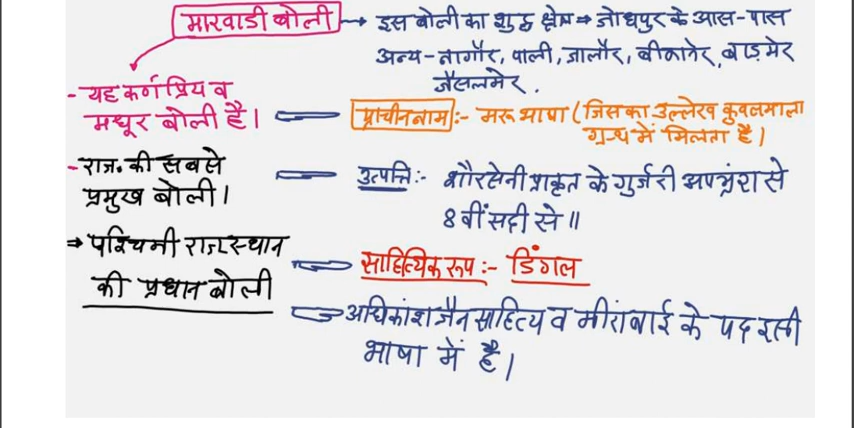 मारवाडी बोली → इस बोली का शुद्ध क्षेत्र → जोधपुर के आस-पास
अन्य - नागौर, पाली, जालौर, बीकानेर, बाड़मेर
जैसलमेर.
- यह कर्ण प्रिय व
मधूर बोली है।
प्राचीन नाम :- मरू भाषा (जिसका उल्लेख कुवलमाला
ग्रन्थ में मिलता है।
- राज. की सबसे
प्रमुख बोली।
उत्पत्ति :- शौरसेनी प्राकृत के गुर्जरी अपभ्रंश से
8 वीं सदी से ॥
→ पश्चिमी राजस्थान
की प्रधान बोली
साहित्यिक रूप :- डिंगल
अधिकांश जैन साहित्य व मीरांबाई के पद इसी
भाषा में है।